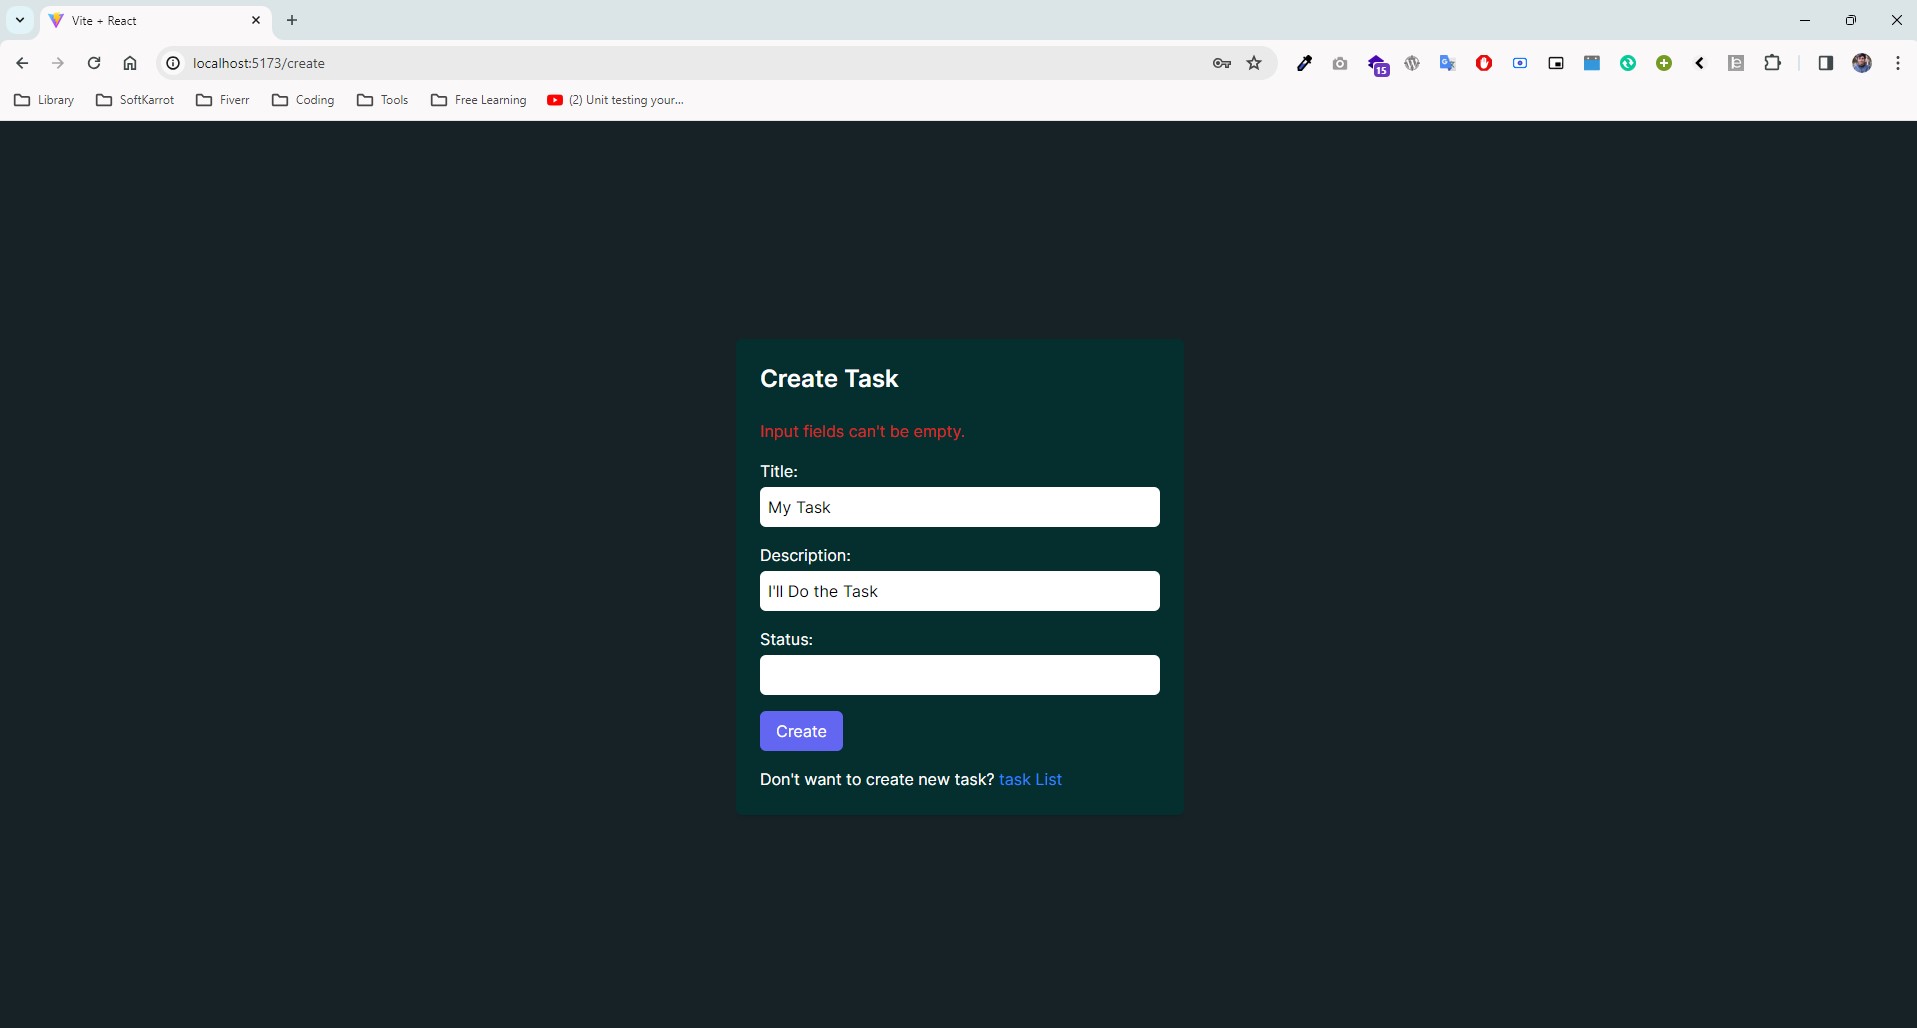 Vite + React
localhost:5173/create
15
Library
SoftKarrot
Fiverr
Coding
Tools
Free Learning
(2) Unit testing your...
Create Task
Input fields can't be empty.
Title:
My Task
Description:
I'll Do the Task
Status:
Create
Don't want to create new task? task List